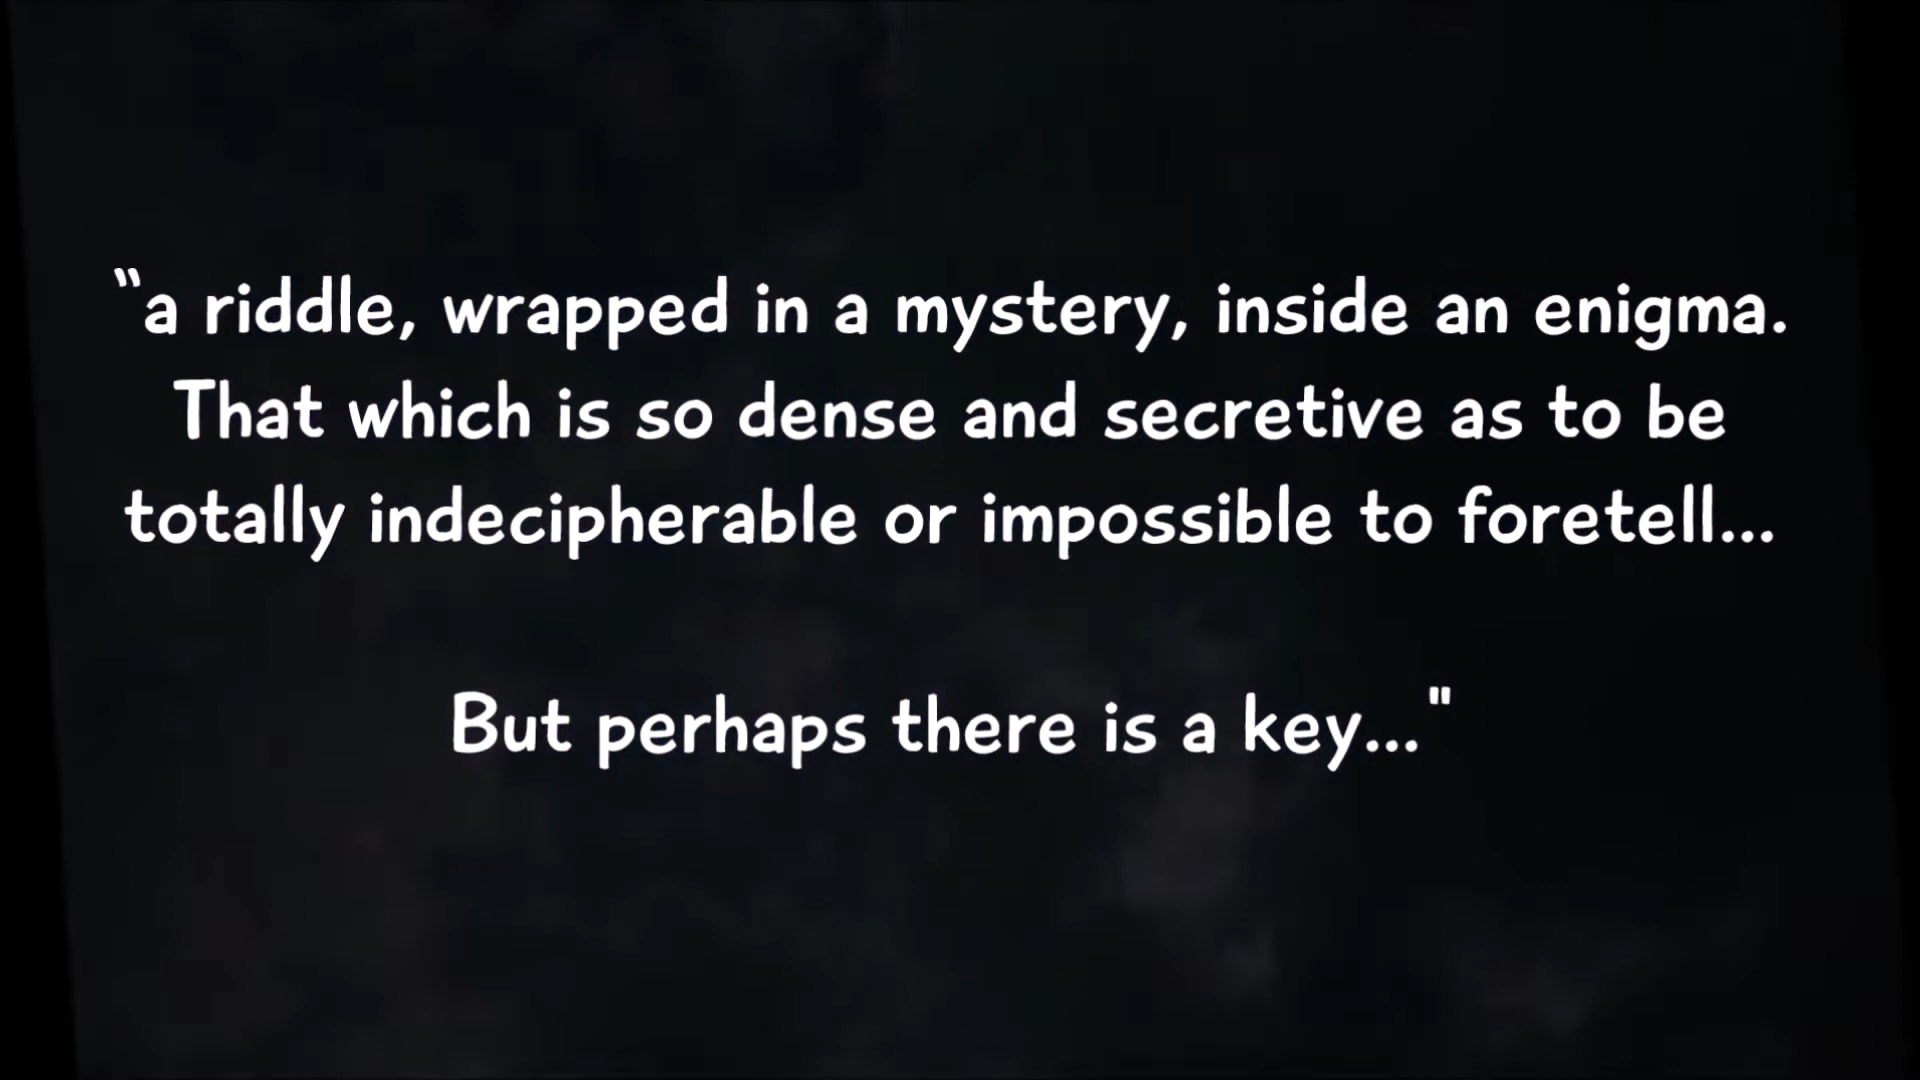 "a riddle, wrapped in a mystery, inside an enigma.
That which is so dense and secretive as to be
totally indecipherable or impossible to foretell...
But perhaps there is a key..."